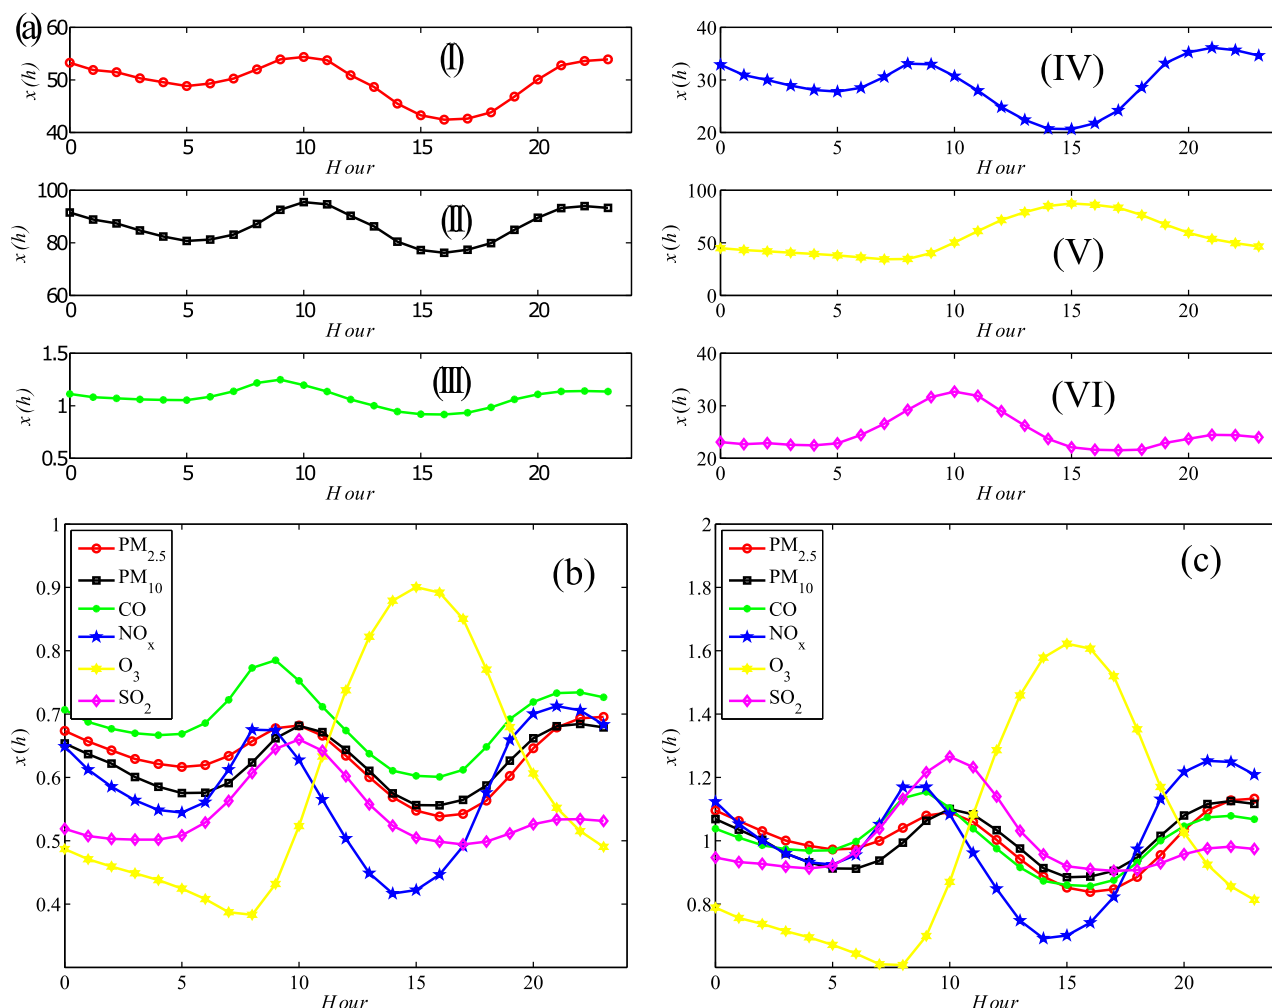 (a)
60
50
40
x(h)
(I)
0 5 10 15 20
Hour
40
30
20
x(h)
(IV)
0 5 10 15 20
Hour
100
80
60
x(h)
(II)
0 5 10 15 20
Hour
100
50
0
x(h)
(V)
0 5 10 15 20
Hour
1.5
1
0.5
x(h)
(III)
0 5 10 15 20
Hour
40
30
20
x(h)
(VI)
0 5 10 15 20
Hour
1
0.9
0.8
0.7
0.6
0.5
0.4
x(h)
PM2.5
PM10
CO
NOx
O3
SO2
(b)
0 5 10 15 20
Hour
2
1.8
1.6
1.4
1.2
1
0.8
x(h)
PM2.5
PM10
CO
NOx
O3
SO2
(c)
0 5 10 15 20
Hour